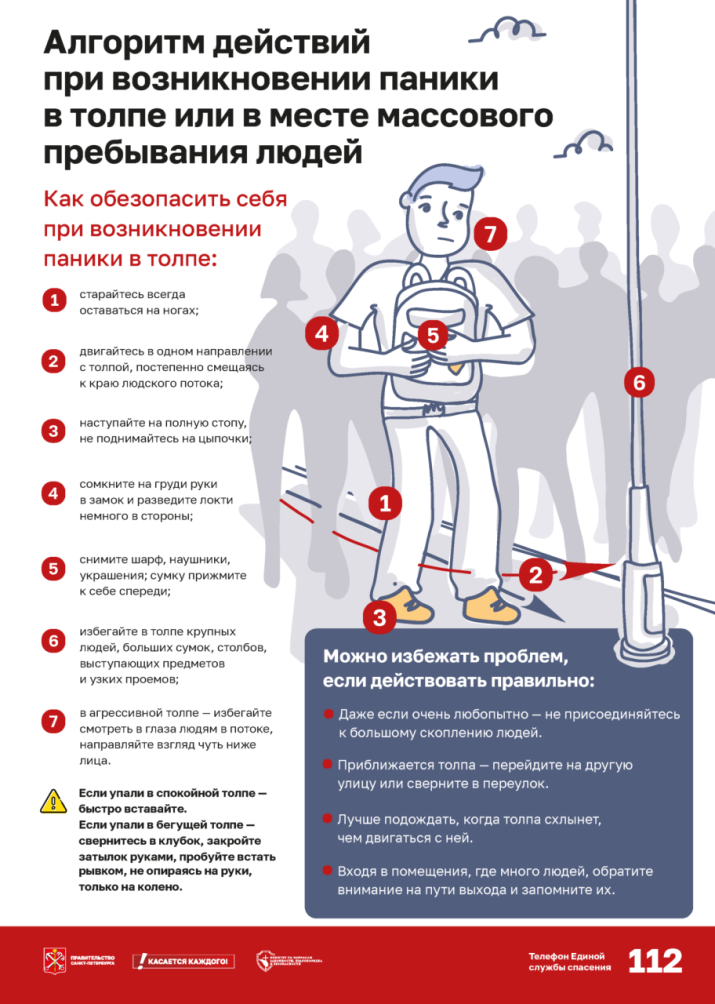 Алгоритм действий
при возникновении паники
в толпе или в месте массового
пребывания людей
Как обезопасить себя
при возникновении
паники в толпе:
1 старайтесь всегда
оставаться на ногах;
2 двигайтесь в одном направлении
с толпой, постепенно смещаясь
к краю людского потока;
3 наступайте на полную стопу,
не поднимайтесь на цыпочки;
4 сомкните на груди руки
в замок и разведите локти
немного в стороны;
5 снимите шарф, наушники,
украшения; сумку прижмите
к себе спереди;
6 избегайте в толпе крупных
людей, больших сумок, столбов,
выступающих предметов
и узких проемов;
7 в агрессивной толпе — избегайте
смотреть в глаза людям в потоке,
направляйте взгляд чуть ниже
лица.
Если упали в спокойной толпе —
быстро вставайте.
Если упали в бегущей толпе —
свернитесь в клубок, закройте
затылок руками, пробуйте встать
рывком, не опираясь на руки,
только на колено.
7
4
5
6
1
2
3
Можно избежать проблем,
если действовать правильно:
Даже если очень любопытно — не присоединяйтесь
к большому скоплению людей.
Приближается толпа — перейдите на другую
улицу или сверните в переулок.
Лучше подождать, когда толпа схлынет,
чем двигаться с ней.
Входя в помещения, где много людей, обратите
внимание на пути выхода и запомните их.
ПРАВИТЕЛЬСТВО
САНКТ-ПЕТЕРБУРГА
! КАСАЕТСЯ КАЖДОГО!
КОМИТЕТ ПО ВОПРОСАМ
ЗАКОННОСТИ, ПРАВОПОРЯДКА
И БЕЗОПАСНОСТИ
Телефон Единой
службы спасения
112